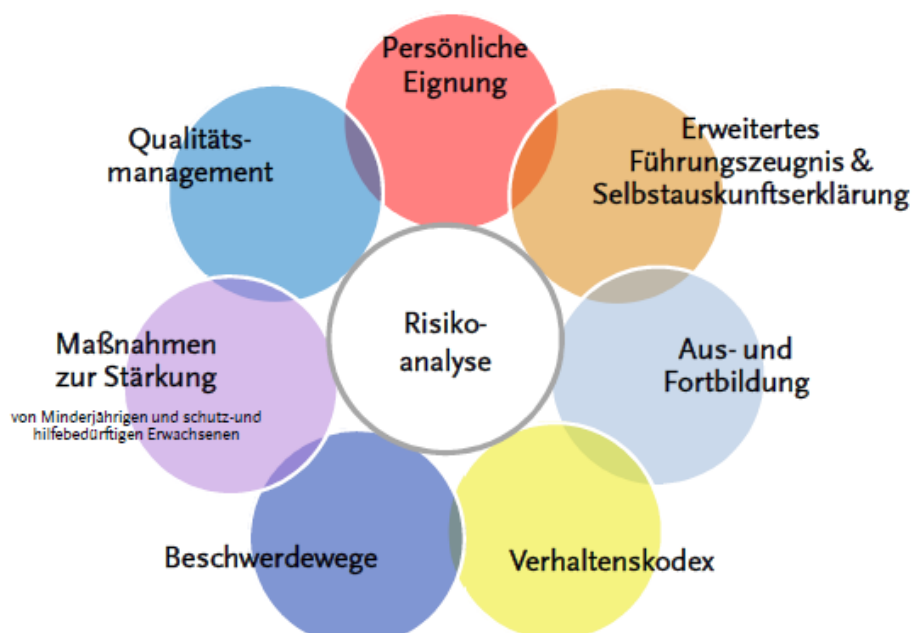 Persönliche
Eignung
Erweitertes
Führungszeugnis &
Selbstauskunftserklärung
Aus- und
Fortbildung
Verhaltenskodex
Beschwerdewege
Maßnahmen
zur Stärkung
von Minderjährigen und schutz-und
hilfebedürftigen Erwachsenen
Qualitäts-
management
Risiko-
analyse